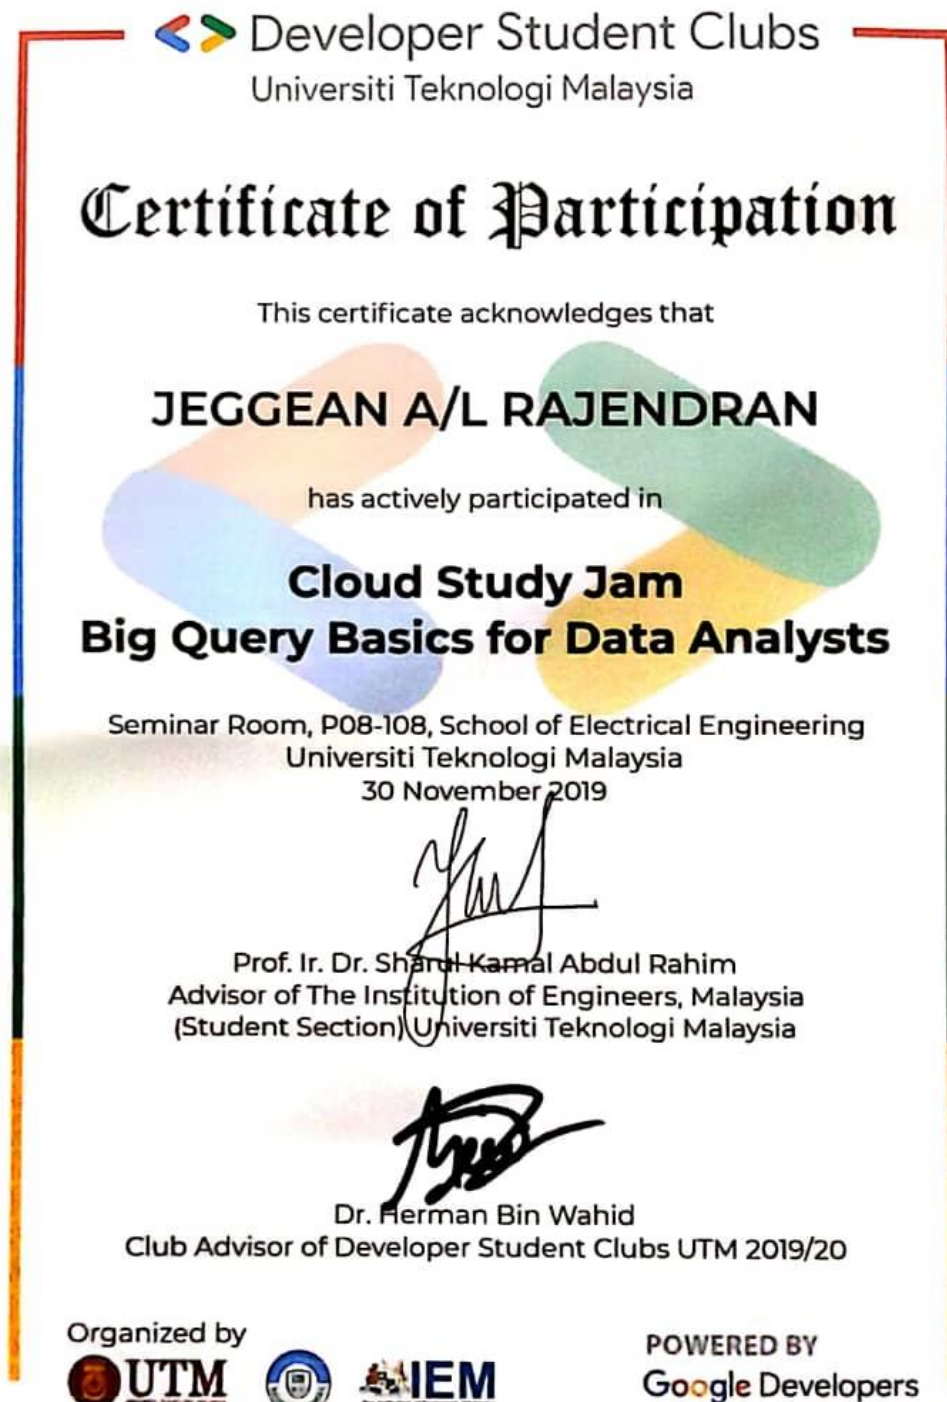 Developer Student Clubs
Universiti Teknologi Malaysia
Certificate of Participation
This certificate acknowledges that
JEGGEAN A/L RAJENDRAN
has actively participated in
Cloud Study Jam
Big Query Basics for Data Analysts
Seminar Room, P08-108, School of Electrical Engineering
Universiti Teknologi Malaysia
30 November 2019
Prof. Ir. Dr. Sharul Kamal Abdul Rahim
Advisor of The Institution of Engineers, Malaysia
(Student Section) Universiti Teknologi Malaysia
Dr. Herman Bin Wahid
Club Advisor of Developer Student Clubs UTM 2019/20
Organized by
UTM
IEM
POWERED BY
Google Developers